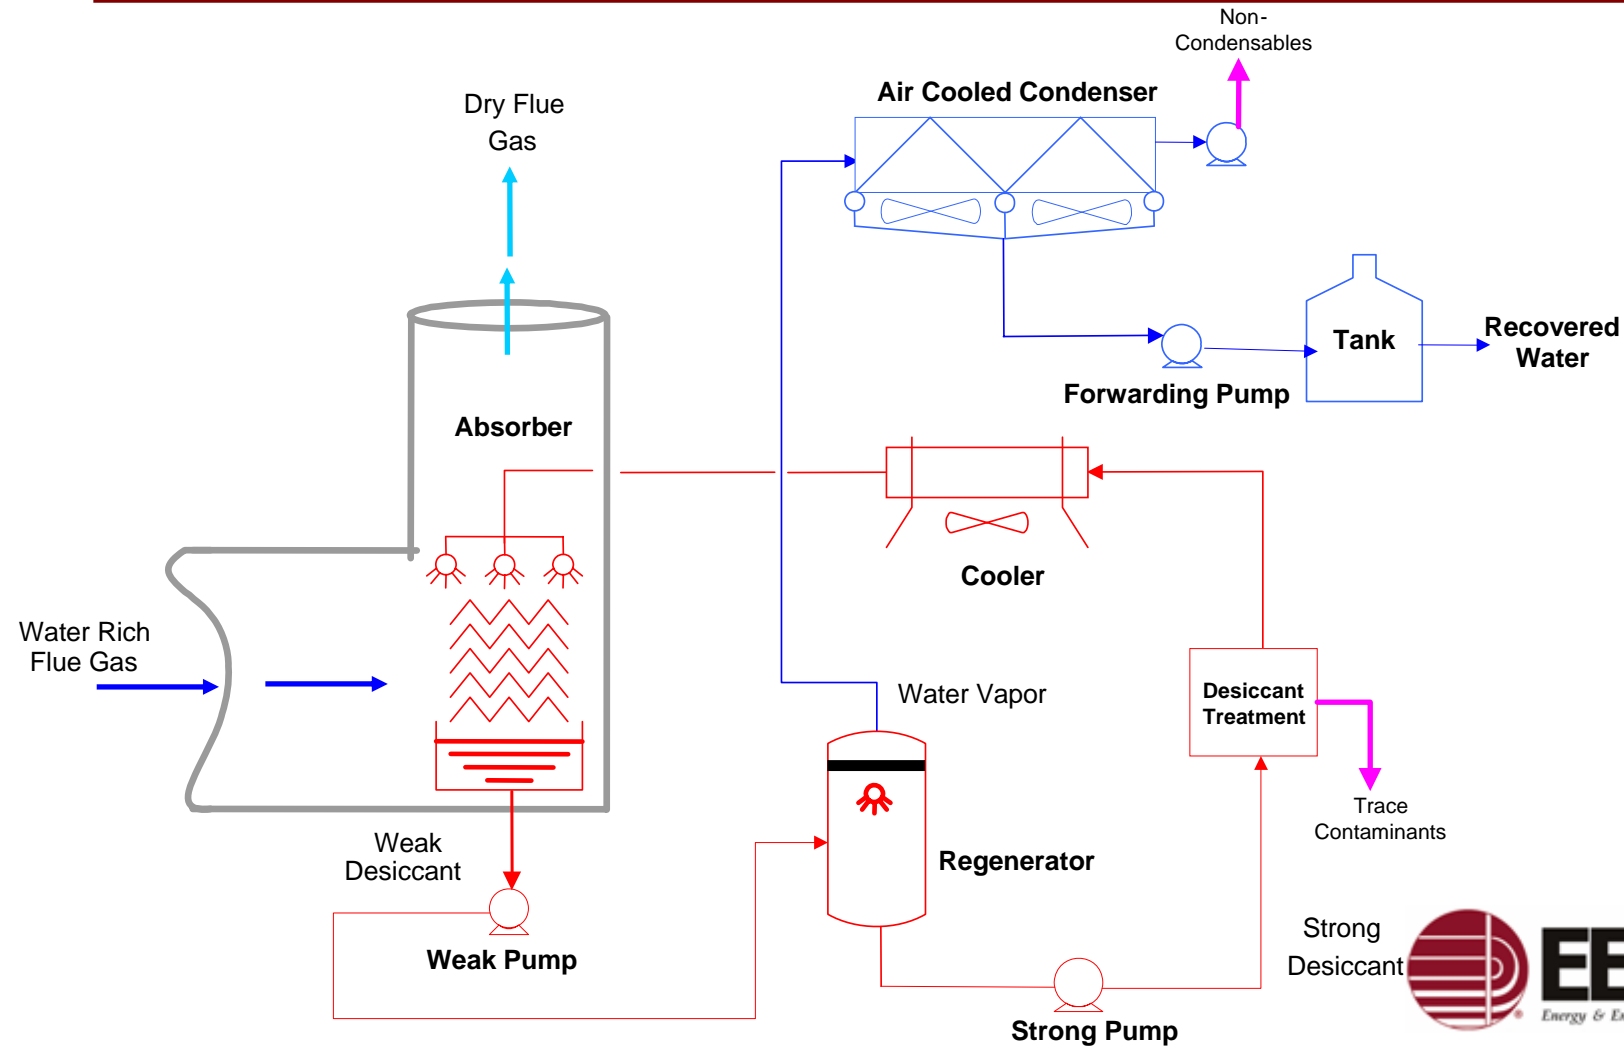 Non-
Condensables
Air Cooled Condenser
Dry Flue
Gas
Tank
Recovered
Water
Forwarding Pump
Absorber
Cooler
Water Rich
Flue Gas
Water Vapor
Desiccant
Treatment
Trace
Contaminants
Weak
Desiccant
Regenerator
Weak Pump
Strong
Desiccant
Strong Pump
®
Energy &